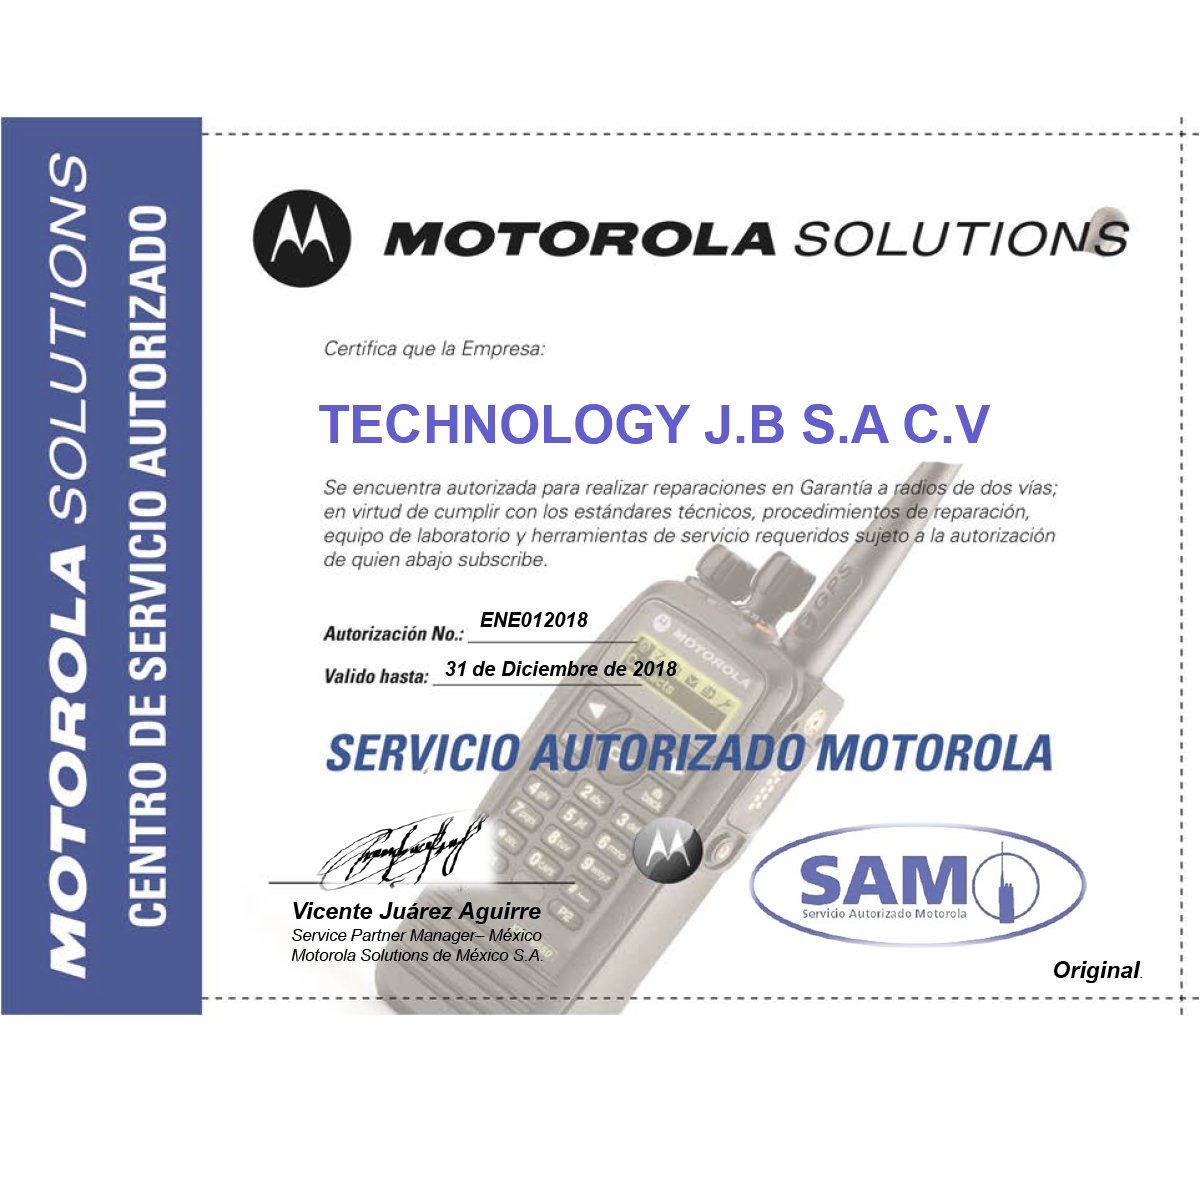 MOTOROLA SOLUTIONS
CENTRO DE SERVICIO AUTORIZADO
MOTOROLA SOLUTIONS
Certifica que la Empresa:
TECHNOLOGY J.B S.A C.V
Se encuentra autorizada para realizar reparaciones en Garantía a radios de dos vías;
en virtud de cumplir con los estándares técnicos, procedimientos de reparación,
equipo de laboratorio y herramientas de servicio requeridos sujeto a la autorización
de quien abajo subscribe.
GPS
MOTOROLA
Autorización No.: ENE012018
Valido hasta: 31 de Diciembre de 2018
SERVICIO AUTORIZADO MOTOROLA
Vicente Juárez Aguirre
Service Partner Manager– México
Motorola Solutions de México S.A.
SAM
Servicio Autorizado Motorola
Original.